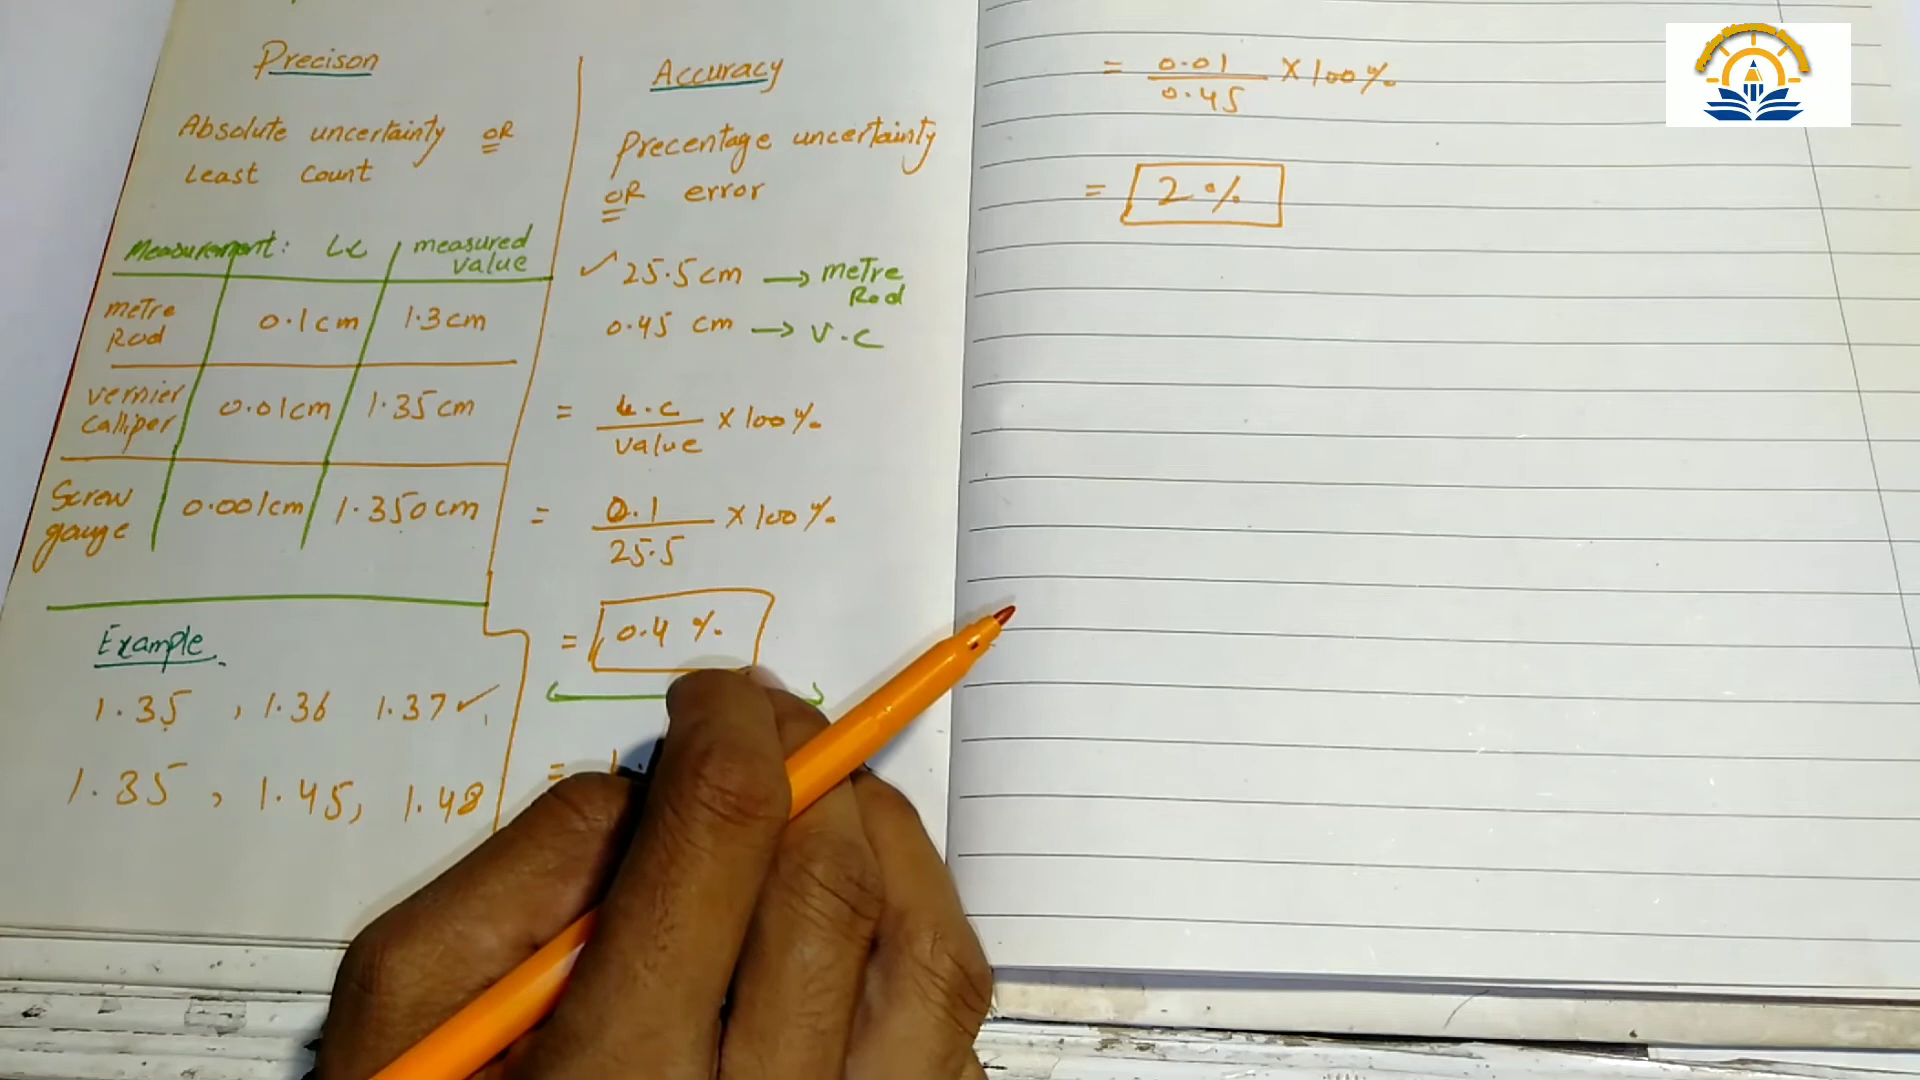 Precison
Absolute uncertainty OR
Least count
Measurement: L.c measured value
metre Rod 0.1cm 1.3cm
vernier calliper 0.01cm 1.35cm
Screw gauge 0.001cm 1.350cm
Example
1.35 , 1.36 1.37 ✓
1.35 , 1.45, 1.48
Accuracy
Precentage uncertainty
OR error
✓ 25.5cm → metre Rod
0.45 cm → V.C
= L.c / value × 100%
= 0.1 / 25.5 × 100%
= 0.4 %
=
= 0.01 / 0.45 × 100%
= 2 %